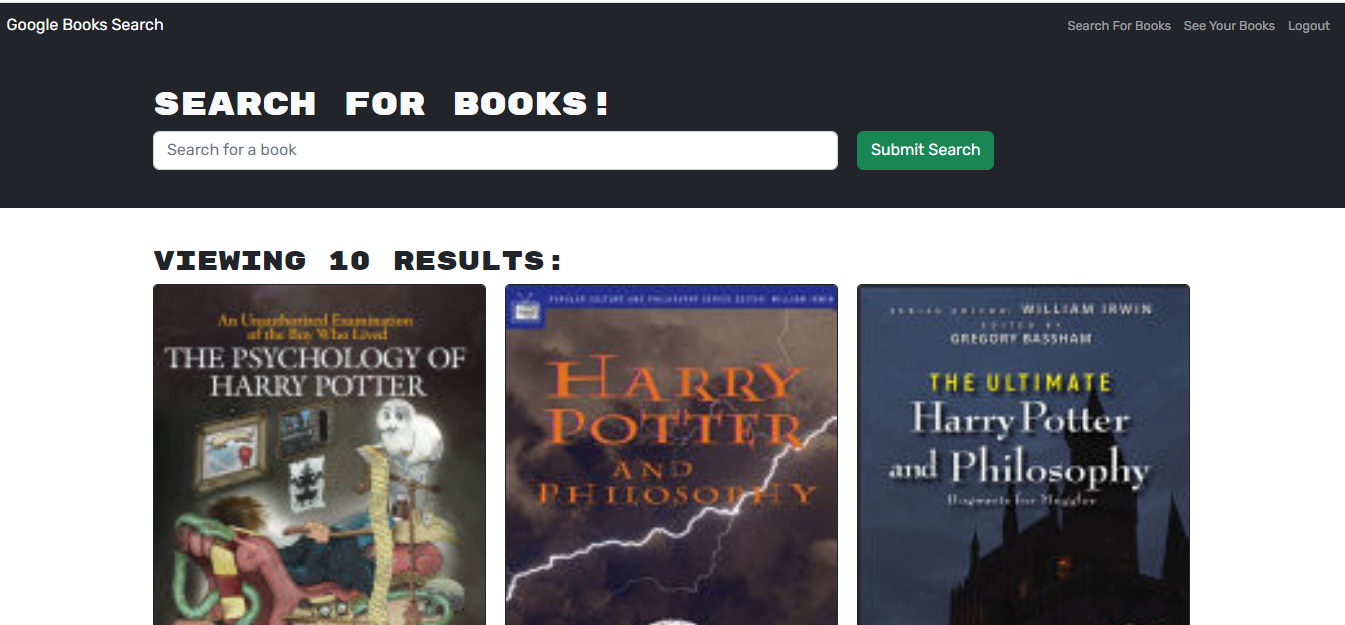 Google Books Search
Search For Books See Your Books Logout
SEARCH FOR BOOKS!
Search for a book
Submit Search
VIEWING 10 RESULTS:
An Unauthorized Examination
of the Boy Who Lived
THE PSYCHOLOGY OF
HARRY POTTER
POPULAR CULTURE AND PHILOSOPHY SERIES EDITOR WILLIAM IRWIN
HARRY
POTTER
AND
PHILOSOPHY
SERIES EDITOR: WILLIAM IRWIN
EDITED BY
GREGORY BASSHAM
THE ULTIMATE
Harry Potter
and Philosophy
Hogwarts for Muggles